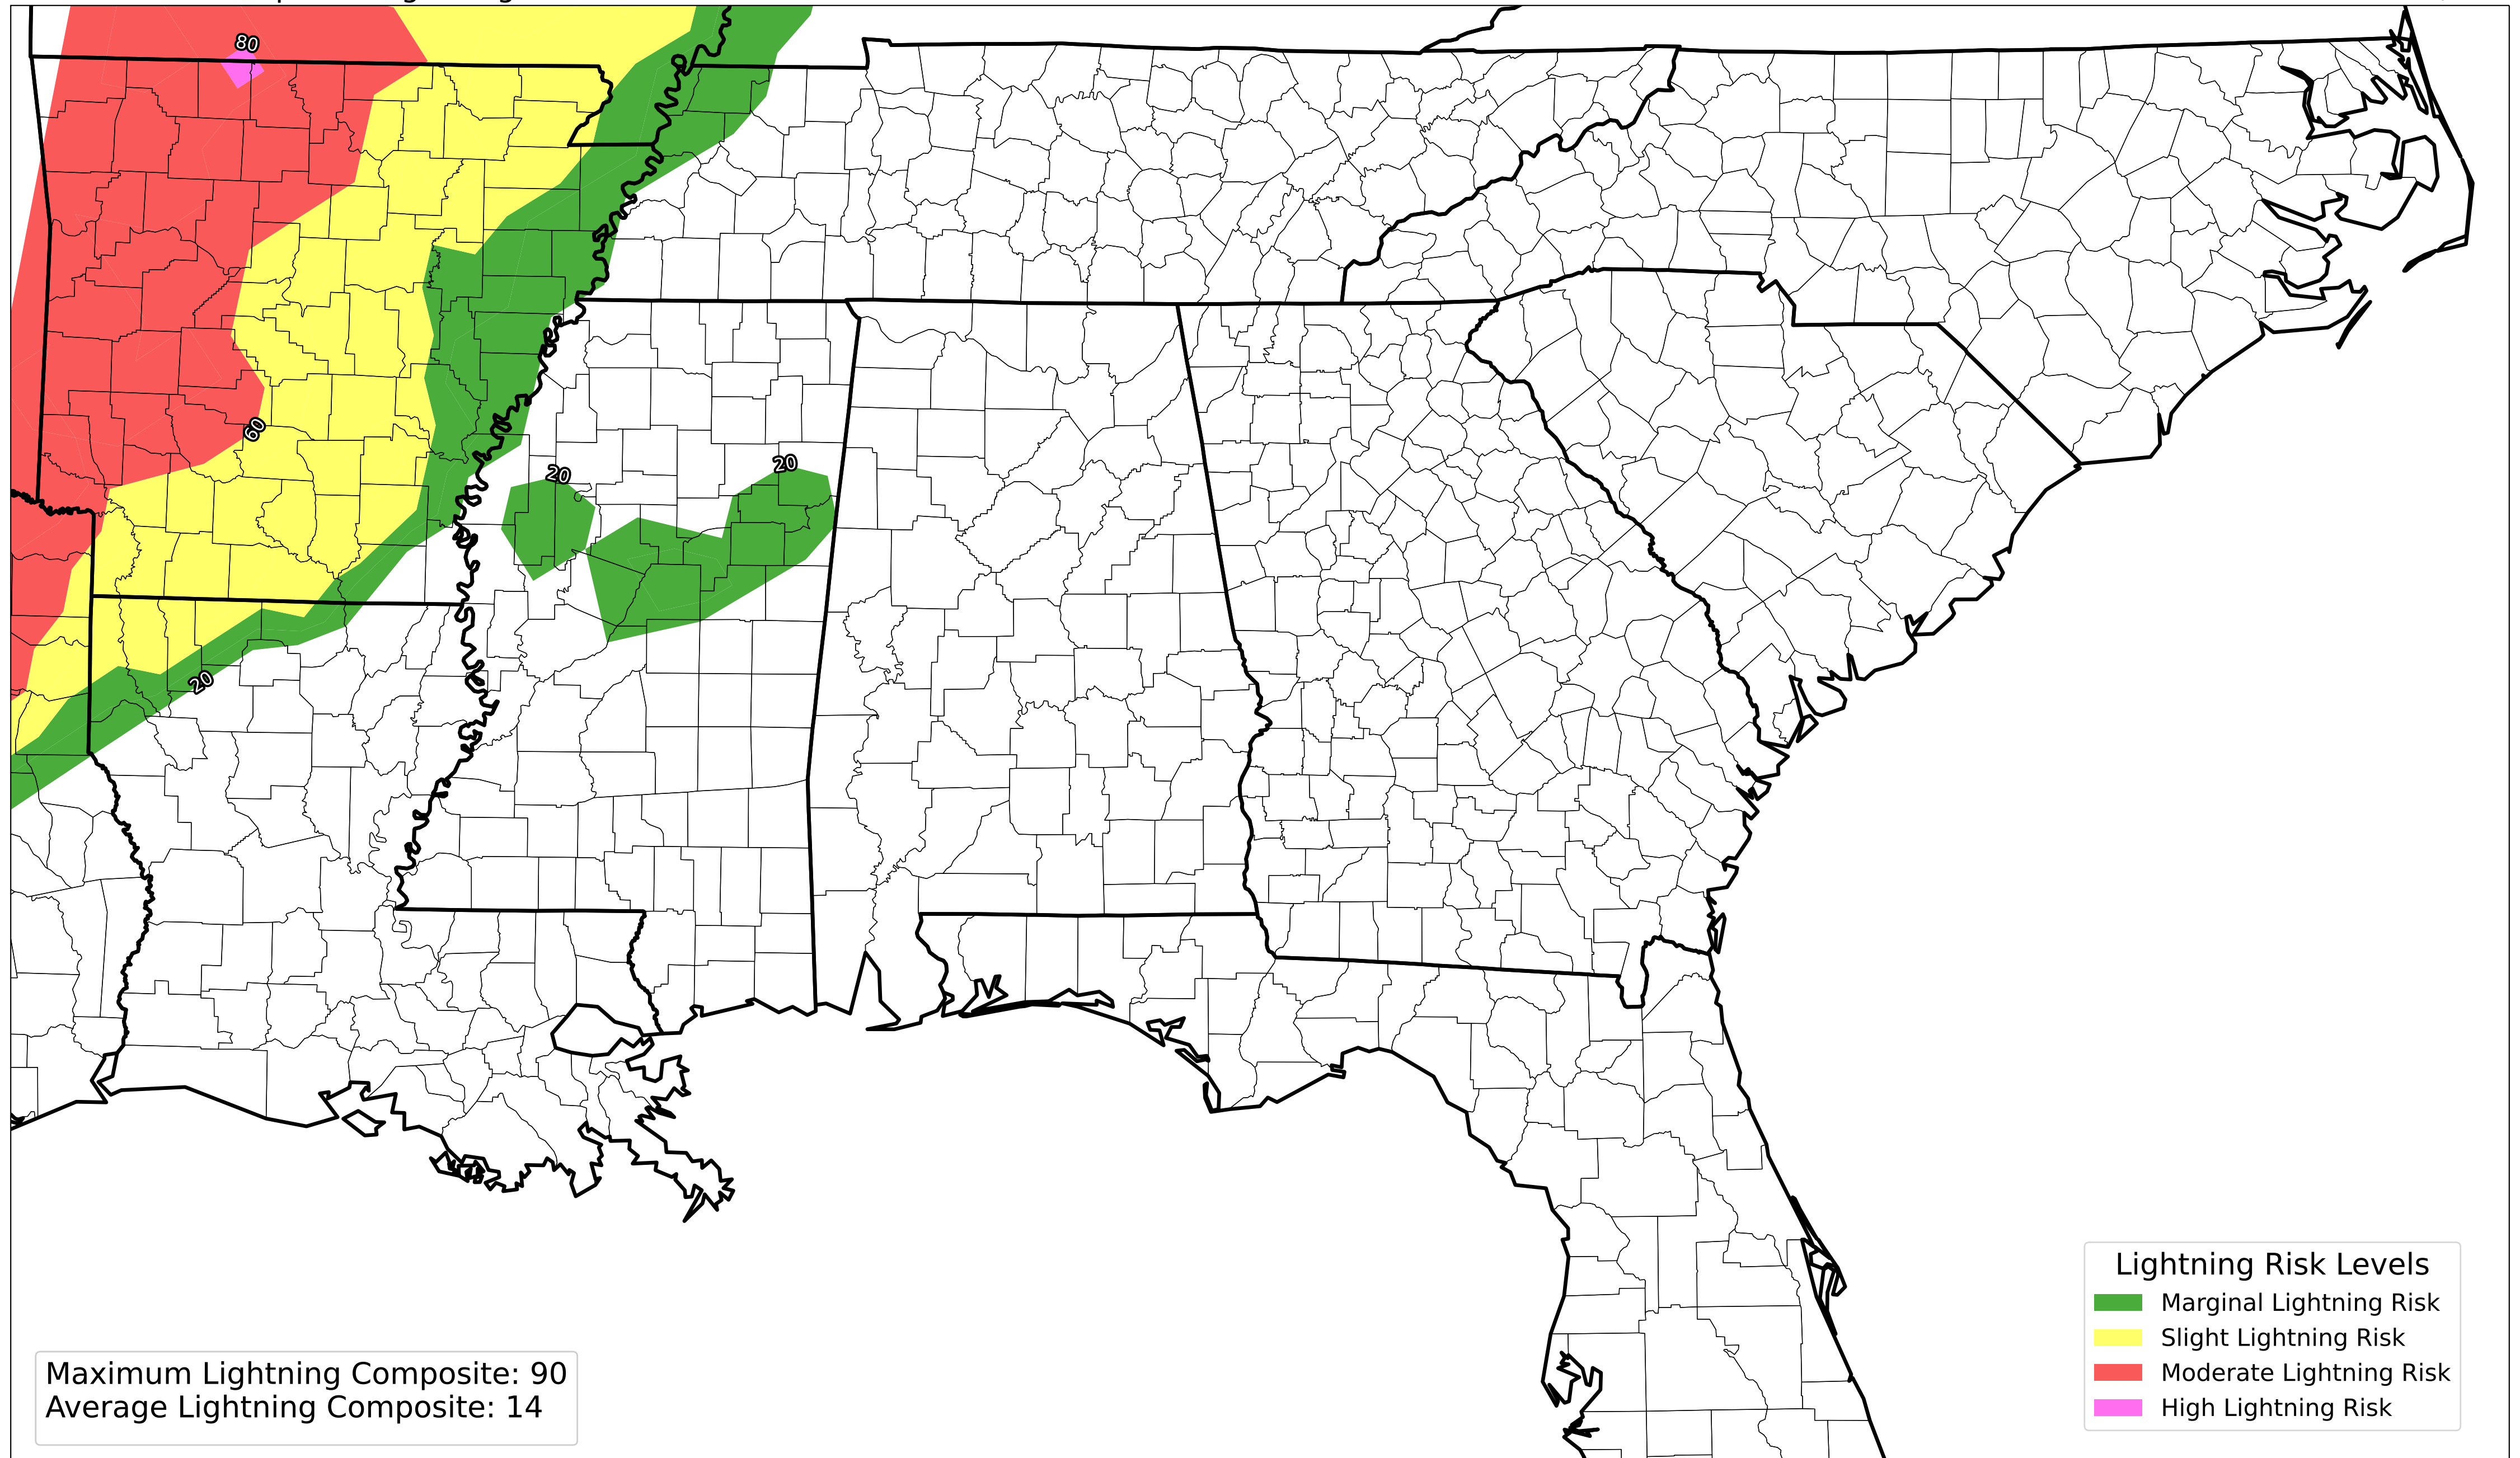 80
60
20
20
20
Lightning Risk Levels
Marginal Lightning Risk
Slight Lightning Risk
Moderate Lightning Risk
High Lightning Risk
Maximum Lightning Composite: 90
Average Lightning Composite: 14